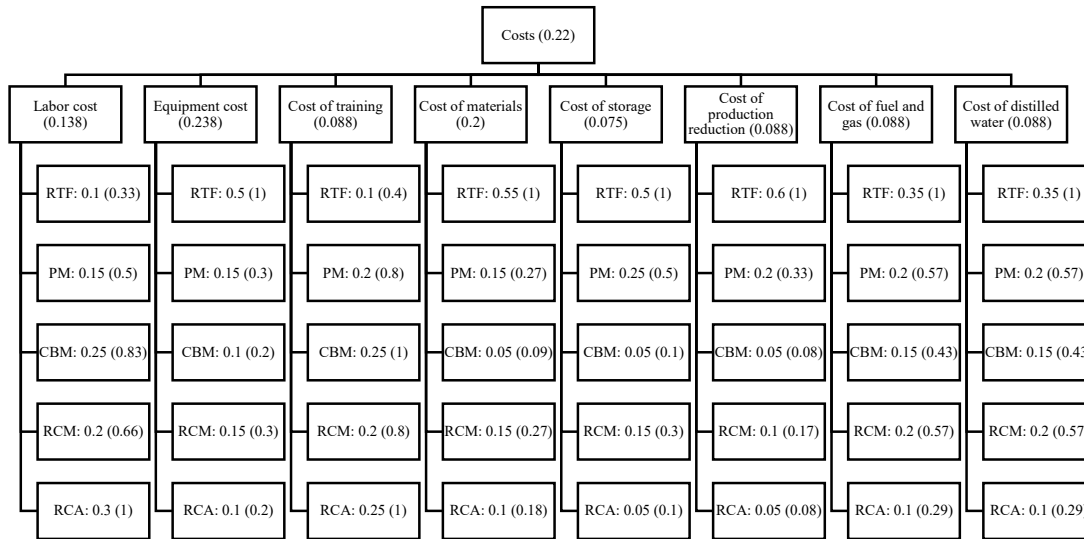 Costs (0.22)
Labor cost
(0.138)
Equipment cost
(0.238)
Cost of training
(0.088)
Cost of materials
(0.2)
Cost of storage
(0.075)
Cost of
production
reduction (0.088)
Cost of fuel and
gas (0.088)
Cost of distilled
water (0.088)
RTF: 0.1 (0.33)
RTF: 0.5 (1)
RTF: 0.1 (0.4)
RTF: 0.55 (1)
RTF: 0.5 (1)
RTF: 0.6 (1)
RTF: 0.35 (1)
RTF: 0.35 (1)
PM: 0.15 (0.5)
PM: 0.15 (0.3)
PM: 0.2 (0.8)
PM: 0.15 (0.27)
PM: 0.25 (0.5)
PM: 0.2 (0.33)
PM: 0.2 (0.57)
PM: 0.2 (0.57)
CBM: 0.25 (0.83)
CBM: 0.1 (0.2)
CBM: 0.25 (1)
CBM: 0.05 (0.09)
CBM: 0.05 (0.1)
CBM: 0.05 (0.08)
CBM: 0.15 (0.43)
CBM: 0.15 (0.43
RCM: 0.2 (0.66)
RCM: 0.15 (0.3)
RCM: 0.2 (0.8)
RCM: 0.15 (0.27)
RCM: 0.15 (0.3)
RCM: 0.1 (0.17)
RCM: 0.2 (0.57)
RCM: 0.2 (0.57
RCA: 0.3 (1)
RCA: 0.1 (0.2)
RCA: 0.25 (1)
RCA: 0.1 (0.18)
RCA: 0.05 (0.1)
RCA: 0.05 (0.08)
RCA: 0.1 (0.29)
RCA: 0.1 (0.29)